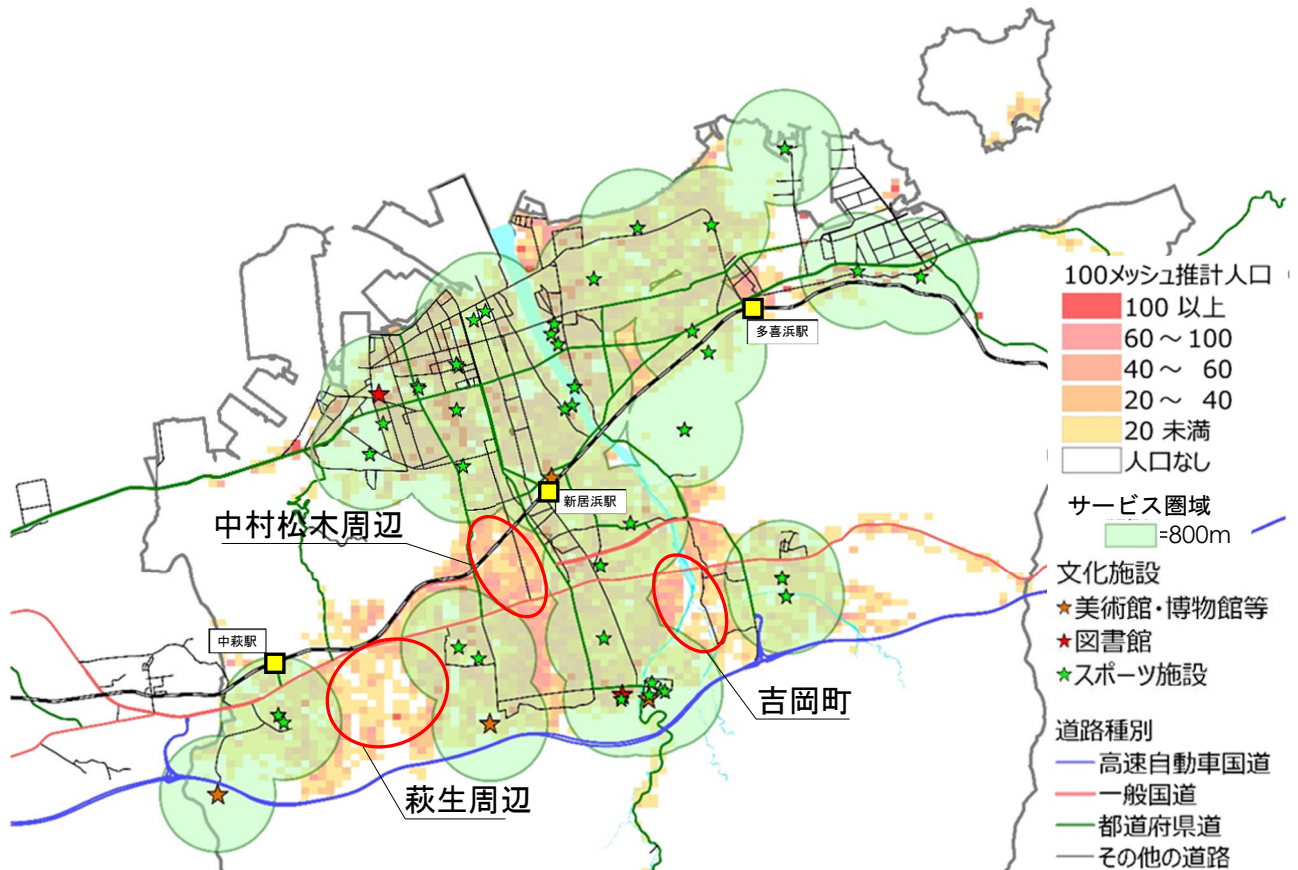 多喜浜駅
新居浜駅
中村松木周辺
中萩駅
吉岡町
萩生周辺
100メッシュ推計人口
100 以上
60 ~ 100
40 ~ 60
20 ~ 40
20 未満
人口なし
サービス圏域
=800m
文化施設
美術館・博物館等
図書館
スポーツ施設
道路種別
高速自動車国道
一般国道
都道府県道
その他の道路